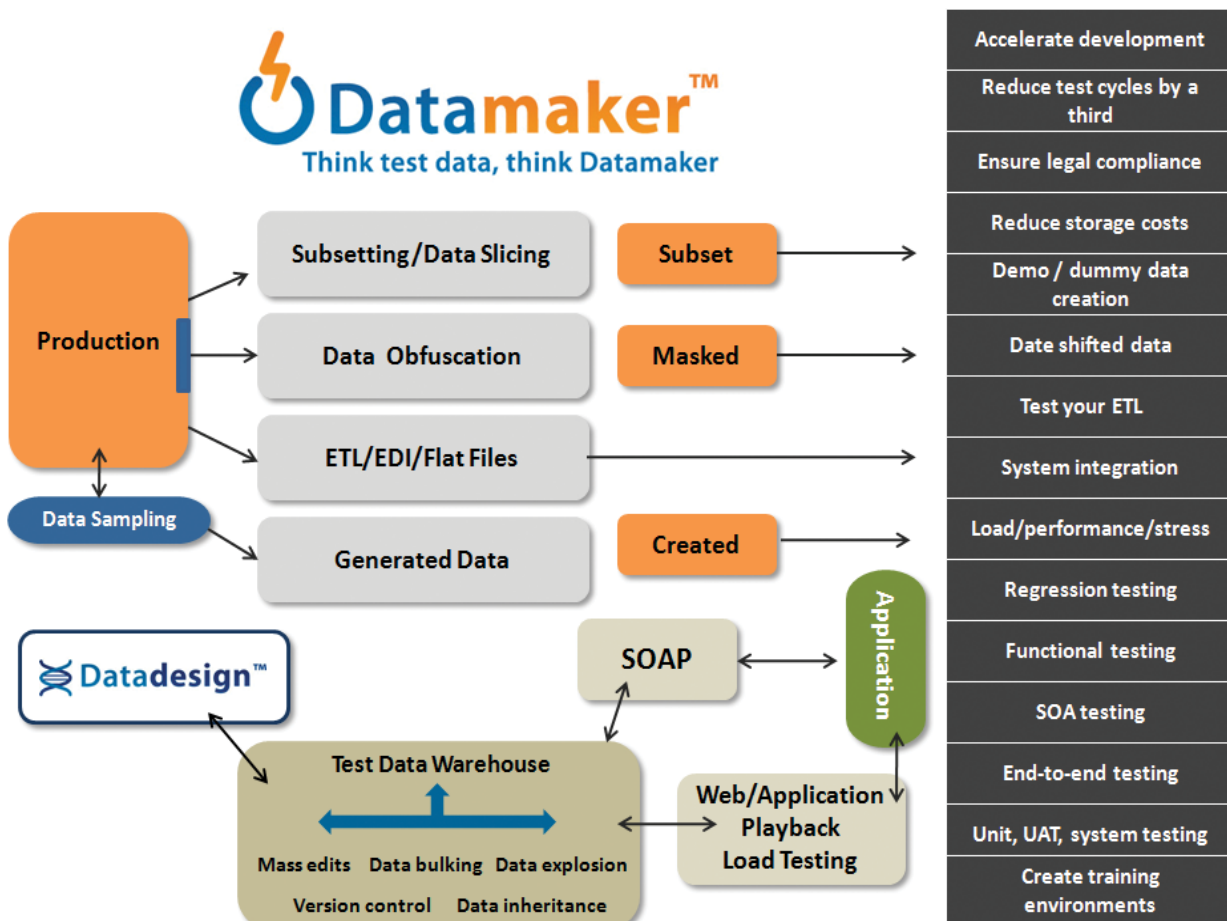 Datamaker™
Think test data, think Datamaker
Production
Data Sampling
Subsetting/Data Slicing
Subset
Data Obfuscation
Masked
ETL/EDI/Flat Files
Generated Data
Created
Datadesign™
SOAP
Application
Test Data Warehouse
Mass edits Data bulking Data explosion
Version control Data inheritance
Web/Application
Playback
Load Testing
Accelerate development
Reduce test cycles by a
third
Ensure legal compliance
Reduce storage costs
Demo / dummy data
creation
Date shifted data
Test your ETL
System integration
Load/performance/stress
Regression testing
Functional testing
SOA testing
End-to-end testing
Unit, UAT, system testing
Create training
environments